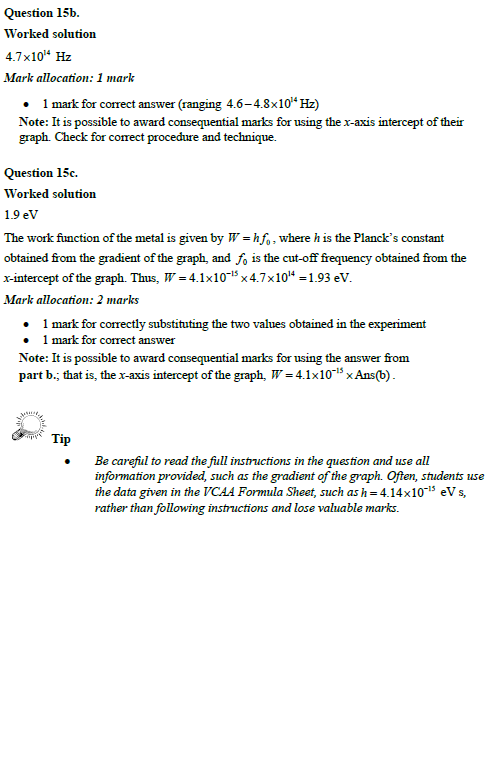 Question 15b.
Worked solution
4.7×10¹⁴ Hz
Mark allocation: 1 mark
• 1 mark for correct answer (ranging 4.6–4.8×10¹⁴ Hz)
Note: It is possible to award consequential marks for using the x-axis intercept of their
graph. Check for correct procedure and technique.
Question 15c.
Worked solution
1.9 eV
The work function of the metal is given by W = hf₀, where h is the Planck's constant
obtained from the gradient of the graph, and f₀ is the cut-off frequency obtained from the
x-intercept of the graph. Thus, W = 4.1×10⁻¹⁵ × 4.7×10¹⁴ = 1.93 eV.
Mark allocation: 2 marks
• 1 mark for correctly substituting the two values obtained in the experiment
• 1 mark for correct answer
Note: It is possible to award consequential marks for using the answer from
part b.; that is, the x-axis intercept of the graph, W = 4.1×10⁻¹⁵ × Ans(b).
Tip
• Be careful to read the full instructions in the question and use all
information provided, such as the gradient of the graph. Often, students use
the data given in the VCAA Formula Sheet, such as h = 4.14×10⁻¹⁵ eV s,
rather than following instructions and lose valuable marks.